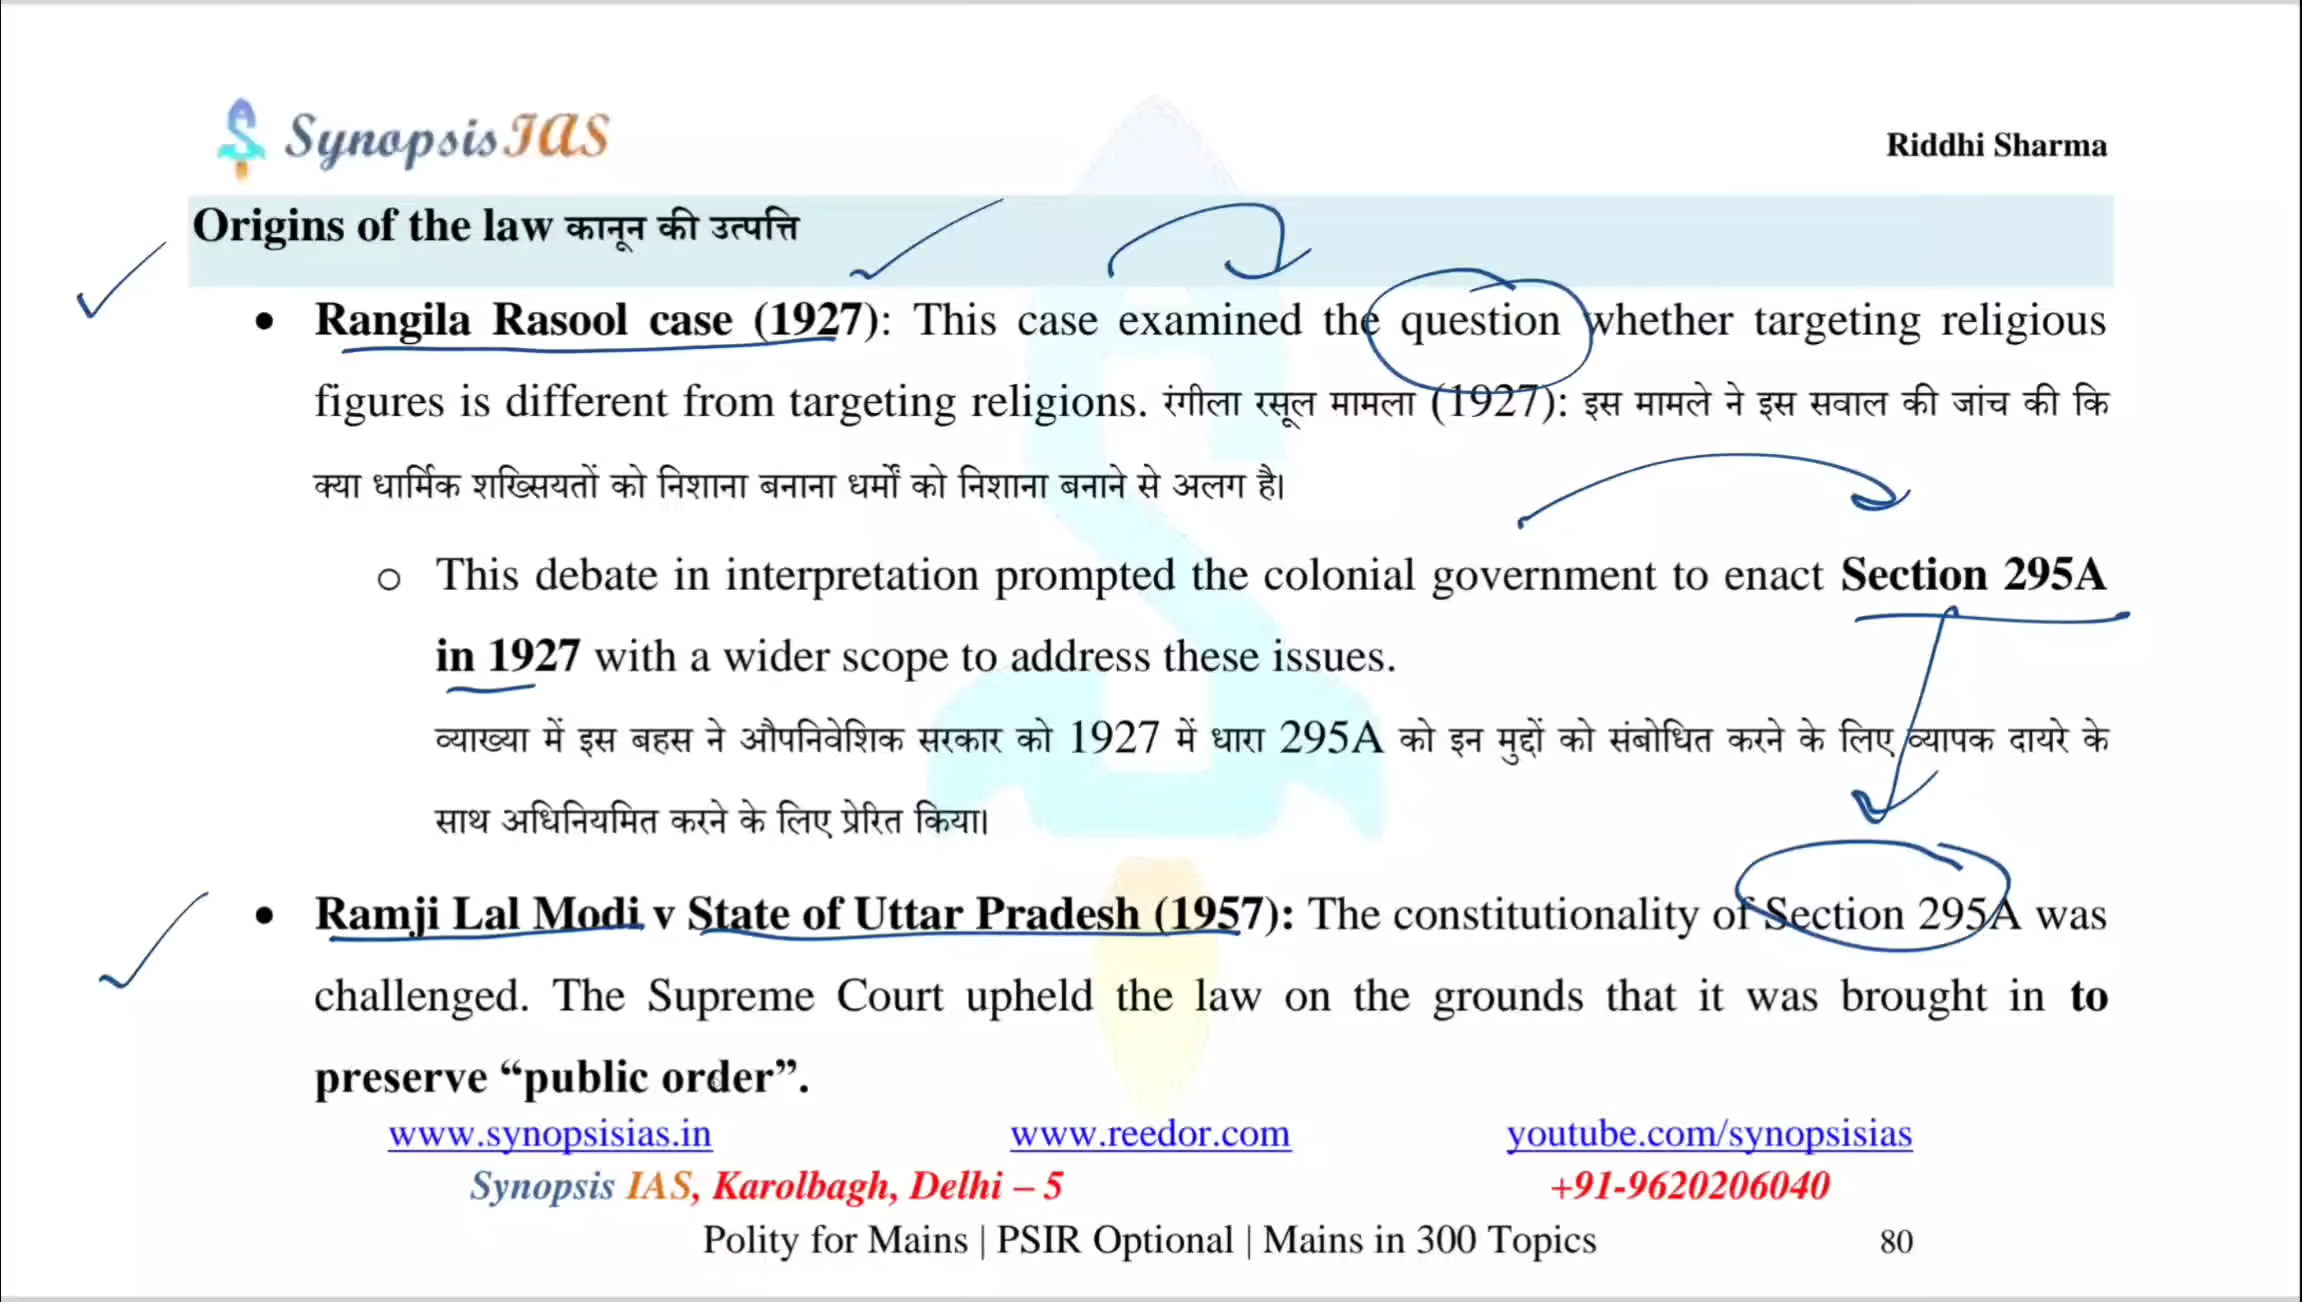 Synopsis IAS
Riddhi Sharma
Origins of the law कानून की उत्पत्ति
• Rangila Rasool case (1927): This case examined the question whether targeting religious
figures is different from targeting religions. रंगीला रसूल मामला (1927): इस मामले ने इस सवाल की जांच की कि
क्या धार्मिक शख्सियतों को निशाना बनाना धर्मों को निशाना बनाने से अलग है।
o This debate in interpretation prompted the colonial government to enact Section 295A
in 1927 with a wider scope to address these issues.
व्याख्या में इस बहस ने औपनिवेशिक सरकार को 1927 में धारा 295A को इन मुद्दों को संबोधित करने के लिए व्यापक दायरे के
साथ अधिनियमित करने के लिए प्रेरित किया।
• Ramji Lal Modi v State of Uttar Pradesh (1957): The constitutionality of Section 295A was
challenged. The Supreme Court upheld the law on the grounds that it was brought in to
preserve “public order”.
www.synopsisias.in www.reedor.com youtube.com/synopsisias
Synopsis IAS, Karolbagh, Delhi – 5 +91-9620206040
Polity for Mains | PSIR Optional | Mains in 300 Topics 80